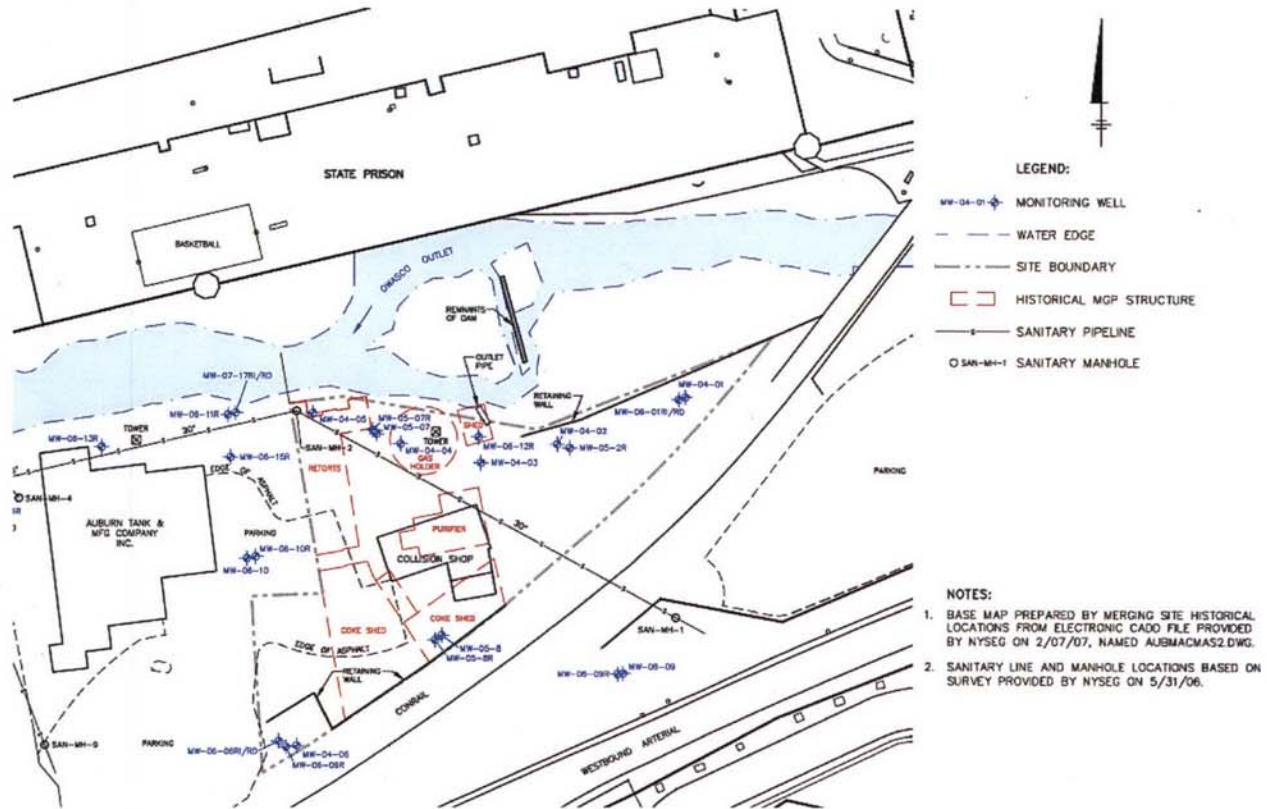 STATE PRISON
BASKETBALL
OWASCO OUTLET
REMNANTS
OF DAM
OUTLET
PIPE
RETAINING
WALL
MW-07-17RI/RD
MW-06-11R
MW-06-13R
TOWER
30"
MW-06-15R
SAN-MH-2
MW-04-05
MW-05-07R
MW-05-07
MW-04-04
TOWER
GAS
HOLDER
SHED
MW-06-12R
MW-04-03
MW-04-02
MW-05-2R
MW-04-01
MW-06-01RI/RD
RETORTS
EDGE OF ASPHALT
SAN-MH-4
AUBURN TANK &
MFG COMPANY
INC.
PARKING
MW-06-10R
MW-06-10
PURIFIER
COLLISION SHOP
30"
PARKING
COKE SHED
COKE SHED
EDGE OF ASPHALT
MW-05-8
MW-05-8R
SAN-MH-1
RETAINING
WALL
CONRAIL
MW-06-09R
MW-06-09
SAN-MH-9
PARKING
MW-06-06RI/RD
MW-04-06
MW-06-06R
WESTBOUND ARTERIAL
LEGEND:
MW-04-01 MONITORING WELL
WATER EDGE
SITE BOUNDARY
HISTORICAL MGP STRUCTURE
S SANITARY PIPELINE
SAN-MH-1 SANITARY MANHOLE
NOTES:
1. BASE MAP PREPARED BY MERGING SITE HISTORICAL
LOCATIONS FROM ELECTRONIC CADD FILE PROVIDED
BY NYSEG ON 2/07/07, NAMED AUBMACMAS2.DWG.
2. SANITARY LINE AND MANHOLE LOCATIONS BASED ON
SURVEY PROVIDED BY NYSEG ON 5/31/06.